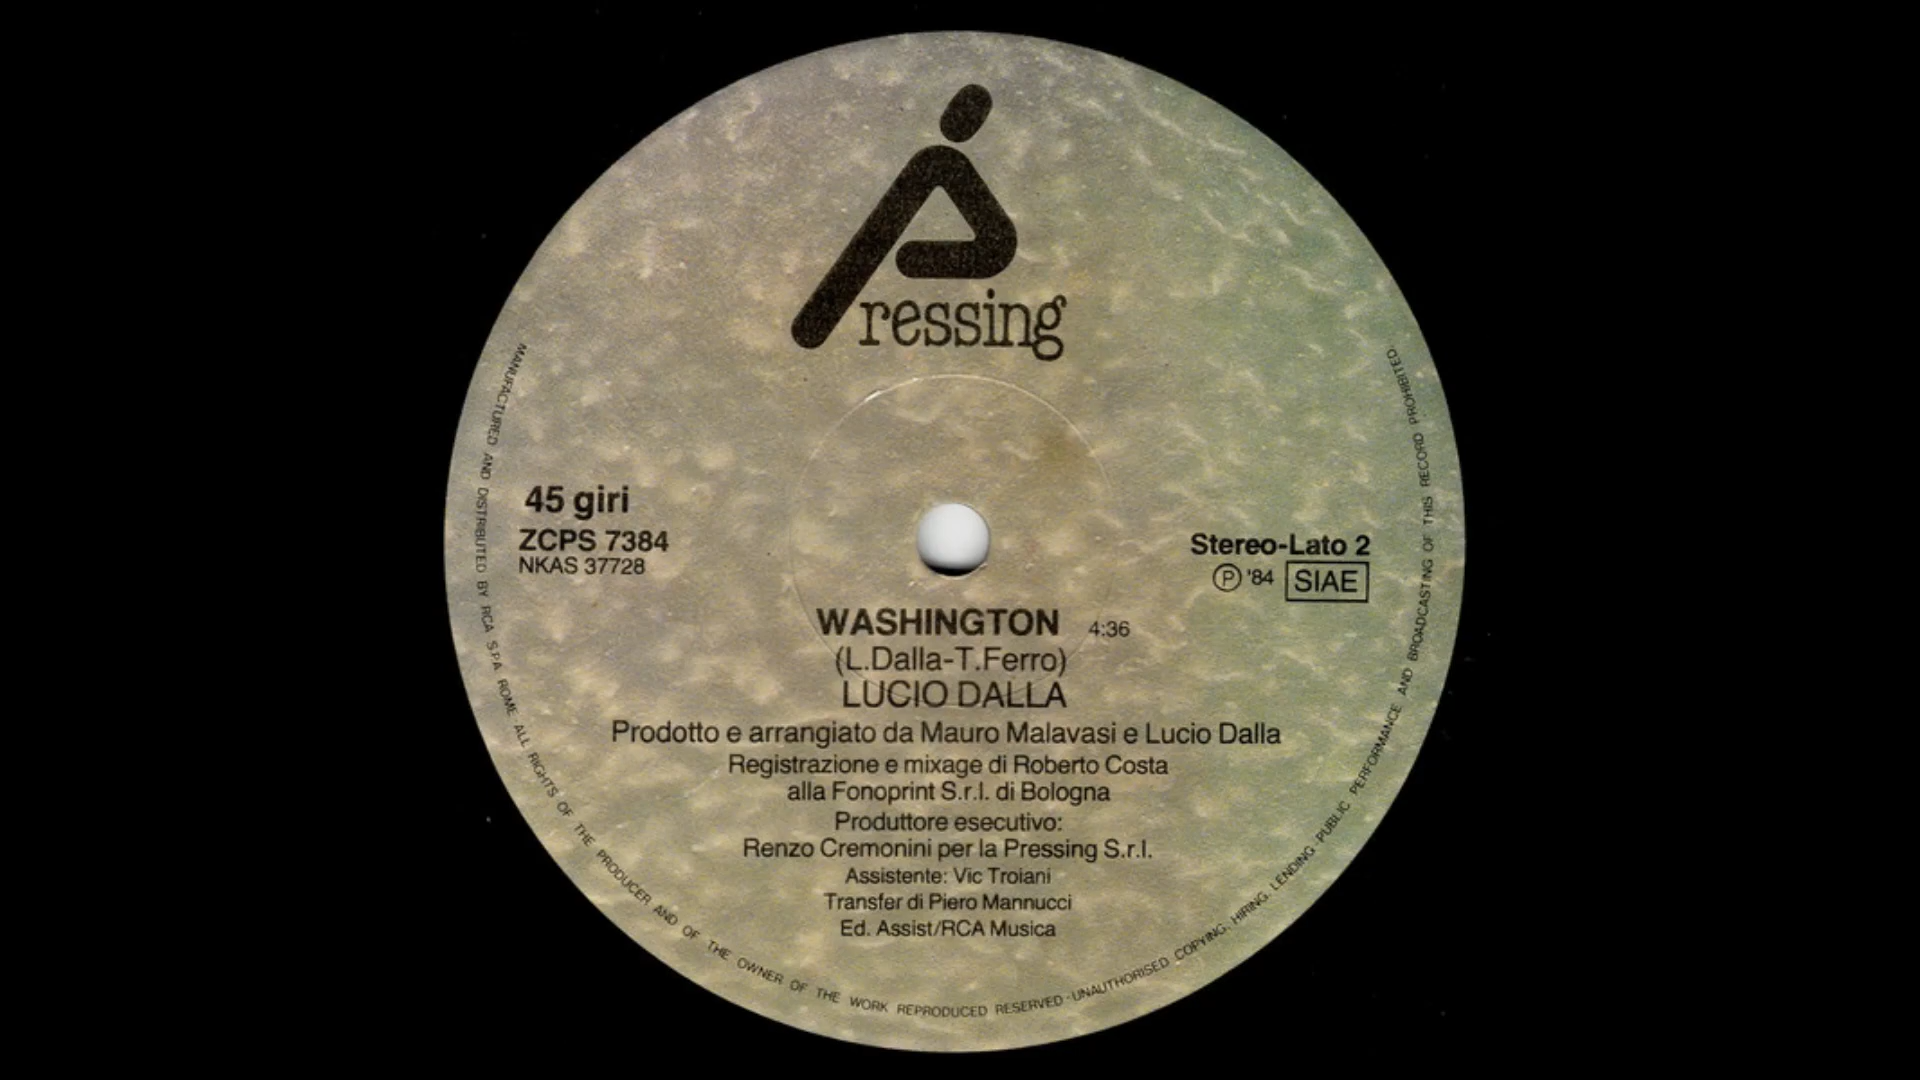 Pressing
45 giri
ZCPS 7384
NKAS 37728
Stereo-Lato 2
Ⓟ '84 SIAE
WASHINGTON 4:36
(L.Dalla-T.Ferro)
LUCIO DALLA
Prodotto e arrangiato da Mauro Malavasi e Lucio Dalla
Registrazione e mixage di Roberto Costa
alla Fonoprint S.r.l. di Bologna
Produttore esecutivo:
Renzo Cremonini per la Pressing S.r.l.
Assistente: Vic Troiani
Transfer di Piero Mannucci
Ed. Assist/RCA Musica
MANUFACTURED AND DISTRIBUTED BY RCA S.P.A. ROME ALL RIGHTS OF THE PRODUCER AND OF THE OWNER OF THE WORK REPRODUCED RESERVED - UNAUTHORISED COPYING, HIRING, LENDING, PUBLIC PERFORMANCE AND BROADCASTING OF THIS RECORD PROHIBITED.